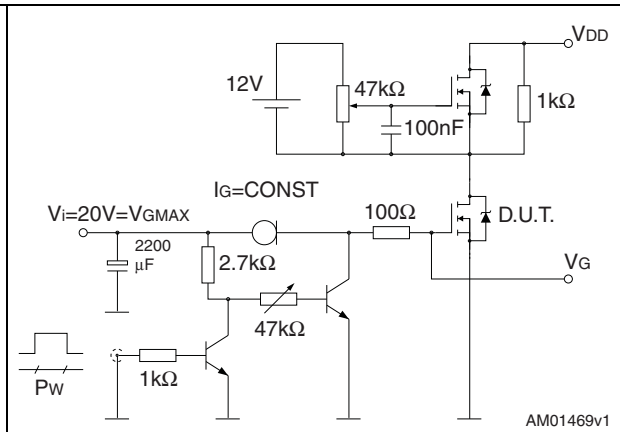 VDD
12V
47kΩ
1kΩ
100nF
IG=CONST
Vi=20V=VGMAX
100Ω
D.U.T.
2200
μF
2.7kΩ
VG
47kΩ
1kΩ
PW
AM01469v1